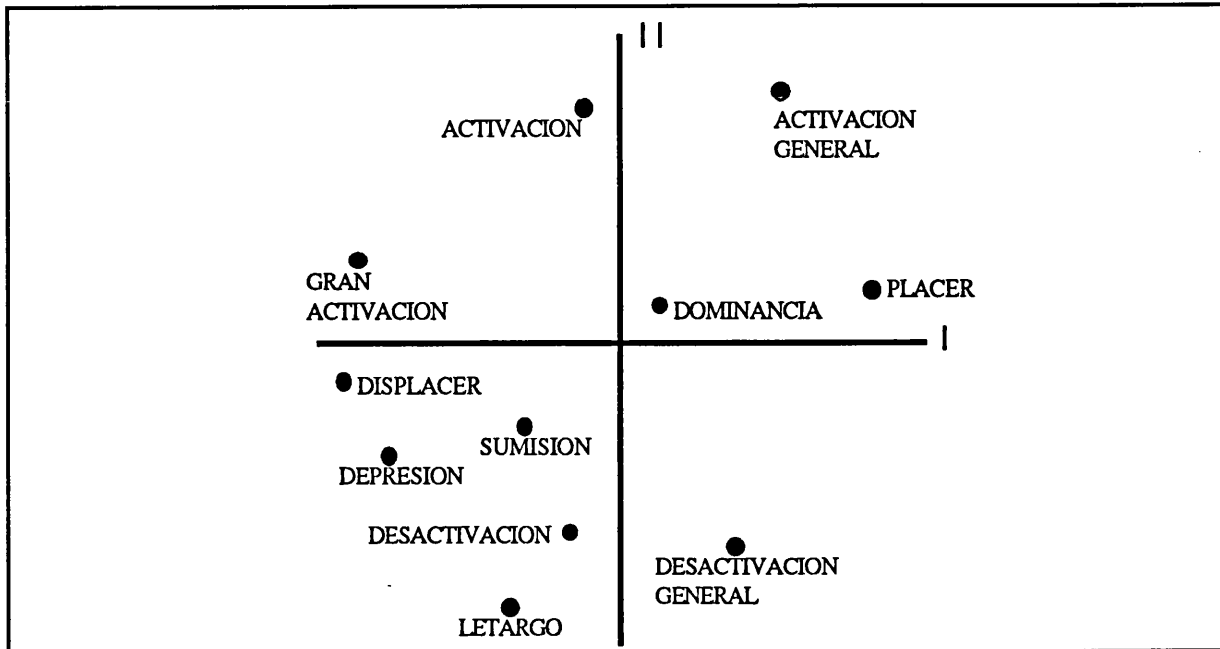 II
ACTIVACION
ACTIVACION
GENERAL
GRAN
ACTIVACION
DOMINANCIA
PLACER
I
DISPLACER
SUMISION
DEPRESION
DESACTIVACION
DESACTIVACION
GENERAL
LETARGO